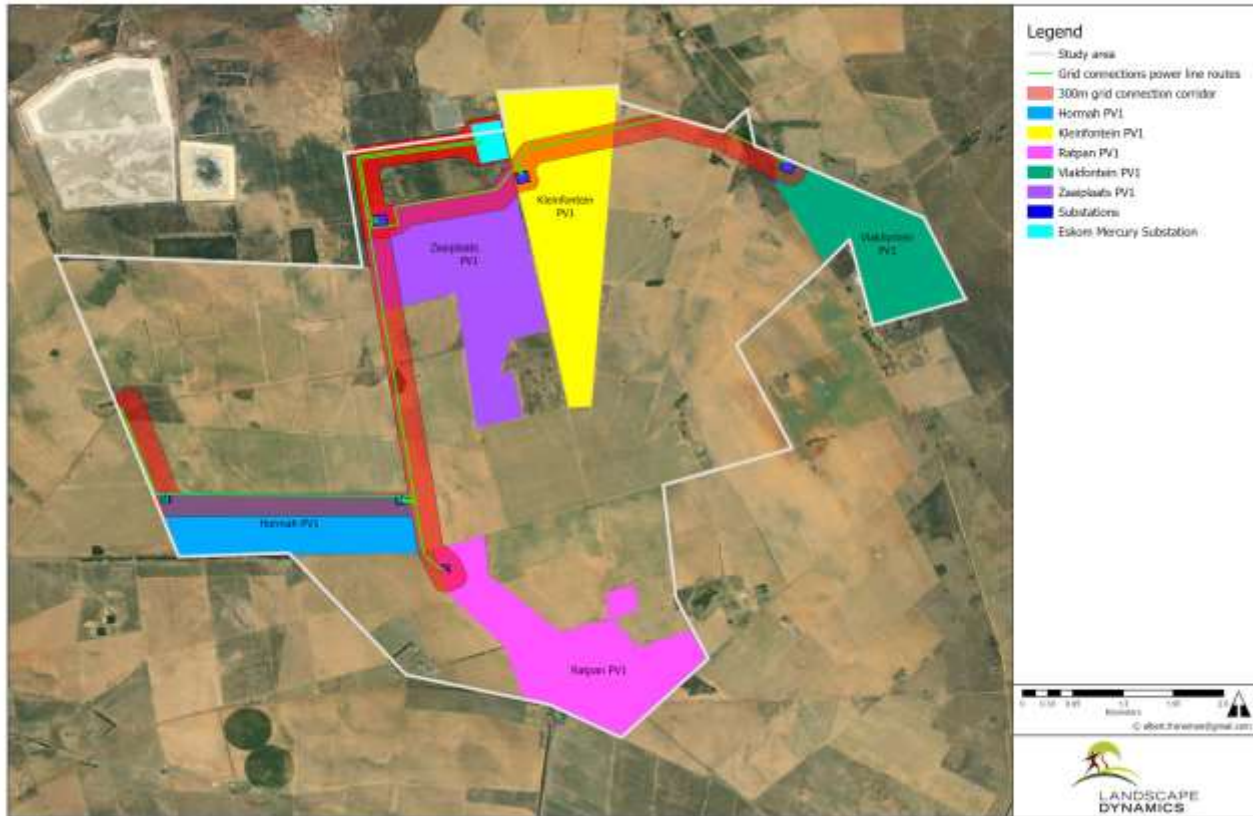 Legend
Study area
Grid connections power line routes
300m grid connection corridor
Hormah PV1
Kleinfontein PV1
Ratpan PV1
Vlakfontein PV1
Zaaiplaats PV1
Substations
Eskom Mercury Substation
Kleinfontein
PV1
Zaaiplaats
PV1
Vlakfontein
PV1
Hormah PV1
Ratpan PV1
0
Kilometers
LANDSCAPE
DYNAMICS